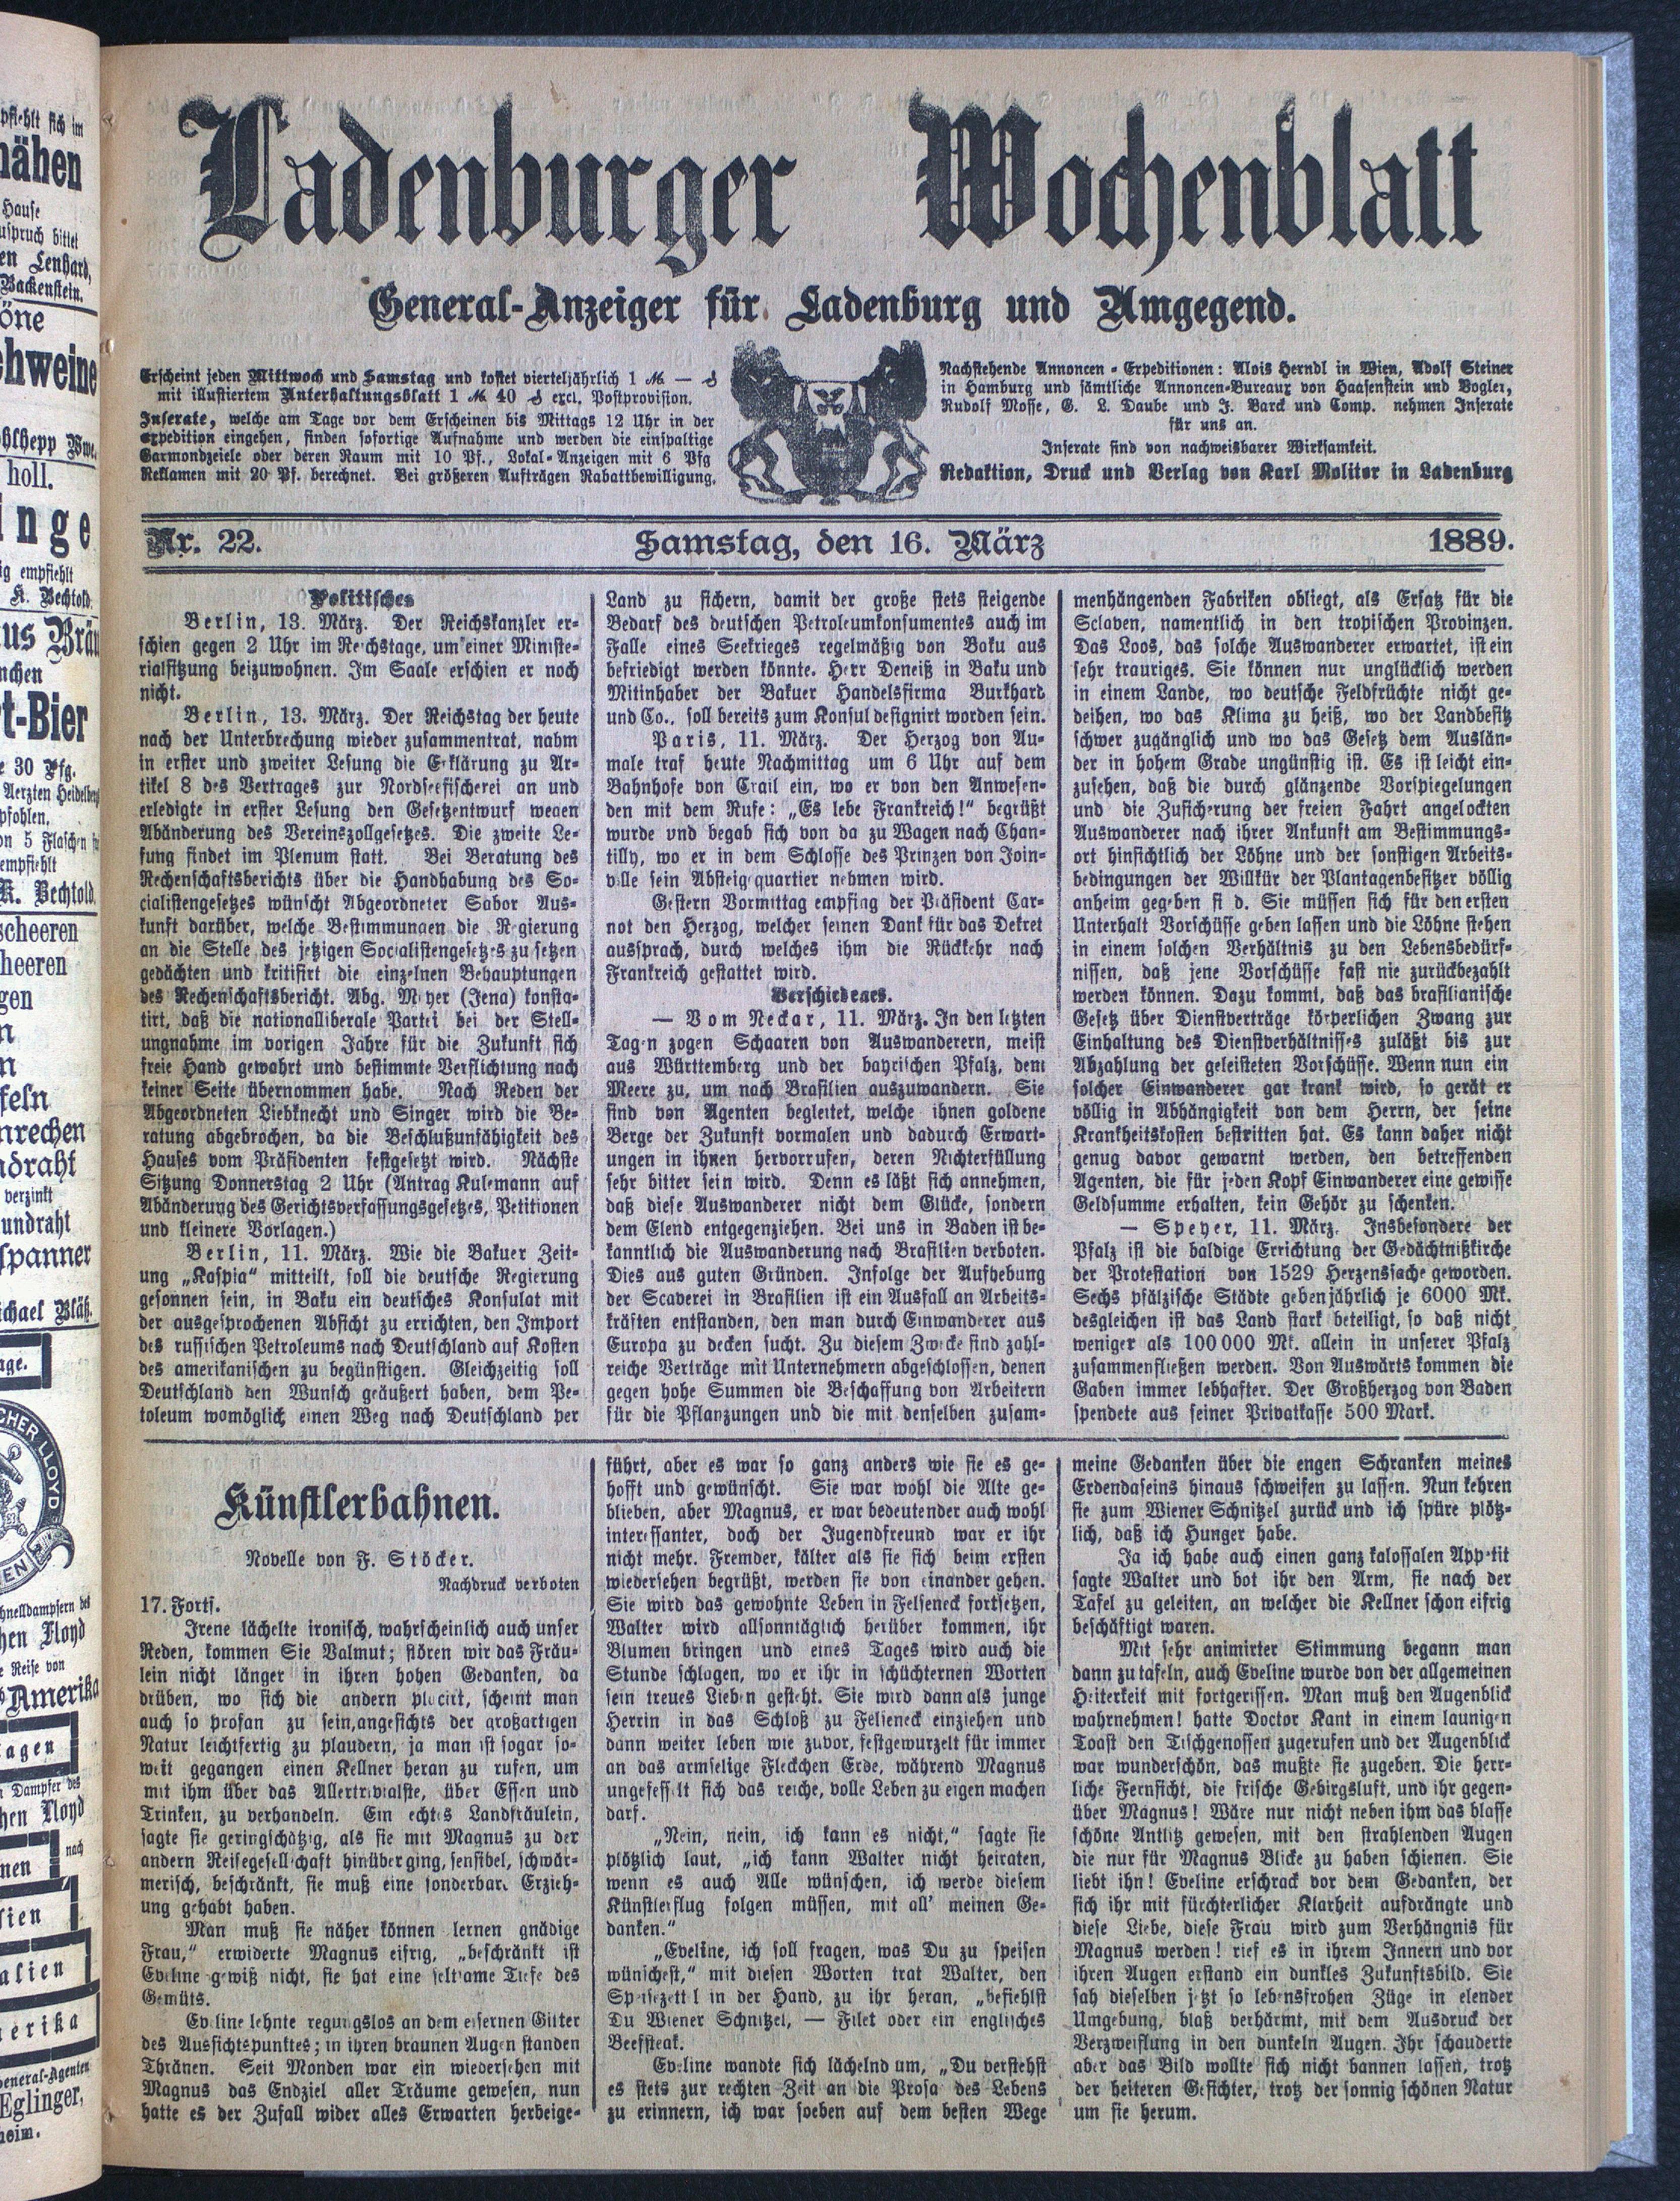 Ladenburger Wochenblatt
General-Anzeiger für Ladenburg und Umgegend.
Erscheint jeden Mittwoch und Samstag und kostet vierteljährlich 1 M. —
mit illustiertem Unterhaltungsblatt 1 M. 40 excl. Postprovision.
Inserate, welche am Tage vor dem Erscheinen bis Mittags 12 Uhr in der
Expedition eingehen, finden sofortige Aufnahme und werden die einspaltige
Garmondzeiele oder deren Raum mit 10 Pf., Lokal-Anzeigen mit 6 Pfg
Reklamen mit 20 Pf. berechnet. Bei größeren Aufträgen Rabattbewilligung.
Nachstehende Annoncen-Expeditionen: Alois Herndl in Wien, Adolf Steiner
in Hamburg und sämtliche Annoncen-Bureaux von Haasenstein und Vogler,
Rudolf Mosse, G. L. Daube und J. Barck und Comp. nehmen Inserate
für uns an.
Inserate sind von nachweisbarer Wirksamkeit.
Redaktion, Druck und Verlag von Karl Molitor in Ladenburg
Nr. 22. Samstag, den 16. März 1889.
Politisches
Berlin, 13. März. Der Reichskanzler er-
schien gegen 2 Uhr im Reichstage, um einer Ministe-
rialsitzung beizuwohnen. Im Saale erschien er noch
nicht.
Berlin, 13. März. Der Reichstag der heute
nach der Unterbrechung wieder zusammentrat, nahm
in erster und zweiter Lesung die Erklärung zu Ar-
tikel 8 des Vertrages zur Nordseefischerei an und
erledigte in erster Lesung den Gesetzentwurf wegen
Abänderung des Vereinszollgesetzes. Die zweite Le-
sung findet im Plenum statt. Bei Beratung des
Rechenschaftsberichts über die Handhabung des So-
cialistengesetzes wünscht Abgeordneter Sabor Aus-
kunft darüber, welche Bestimmungen die Regierung
an die Stelle des jetzigen Socialistengesetzes zu setzen
gedächten und kritisirt die einzelnen Behauptungen
des Rechenschaftsbericht. Abg. Meyer (Jena) konsta-
tirt, daß die nationalliberale Partei bei der Stell-
ungnahme im vorigen Jahre für die Zukunft sich
freie Hand gewahrt und bestimmte Verflichtung nach
keiner Seite übernommen habe. Nach Reden der
Abgeordneten Liebknecht und Singer wird die Be-
ratung abgebrochen, da die Beschlußunfähigkeit des
Hauses vom Präsidenten festgesetzt wird. Nächste
Sitzung Donnerstag 2 Uhr (Antrag Kulemann auf
Abänderung des Gerichtsverfassungsgesetzes, Petitionen
und kleinere Vorlagen.)
Berlin, 11. März. Wie die Bakuer Zeit-
ung „Kaspia“ mitteilt, soll die deutsche Regierung
gesonnen sein, in Baku ein deutsches Konsulat mit
der ausgesprochenen Absicht zu errichten, den Import
des russischen Petroleums nach Deutschland auf Kosten
des amerikanischen zu begünstigen. Gleichzeitig soll
Deutschland den Wunsch geäußert haben, dem Pe-
toleum womöglich einen Weg nach Deutschland per
Land zu sichern, damit der große stets steigende
Bedarf des deutschen Petroleumkonsumentes auch im
Falle eines Seekrieges regelmäßig von Boku aus
befriedigt werden könnte. Herr Deneiß in Baku und
Mitinhaber der Bakuer Handelsfirma Burkhard
und Co., soll bereits zum Konsul designirt worden sein.
Paris, 11. März. Der Herzog von Au-
male traf heute Nachmittag um 6 Uhr auf dem
Bahnhofe von Crail ein, wo er von den Anwesen-
den mit dem Rufe: „Es lebe Frankreich!“ begrüßt
wurde vnd begab sich von da zu Wagen nach Chan-
tilly, wo er in dem Schlosse des Prinzen von Join-
ville sein Absteigequartier nehmen wird.
Gestern Vormittag empfing der Präsident Car-
not den Herzog, welcher seinen Dank für das Dekret
aussprach, durch welches ihm die Rückkehr nach
Frankreich gestattet wird.
Verschiedenes.
— Vom Neckar, 11. März. In den letzten
Tagen zogen Schaaren von Auswanderern, meist
aus Württemberg und der bayrischen Pfalz, dem
Meere zu, um nach Brasilien auszuwandern. Sie
sind von Agenten begleitet, welche ihnen goldene
Berge der Zukunft vormalen und dadurch Erwart-
ungen in ihnen hervorrufen, deren Nichterfüllung
sehr bitter sein wird. Denn es läßt sich annehmen,
daß diese Auswanderer nicht dem Glücke, sondern
dem Elend entgegenziehen. Bei uns in Baden ist be-
kanntlich die Auswanderung nach Brasilien verboten.
Dies aus guten Gründen. Infolge der Aufhebung
der Scaverei in Brasilien ist ein Ausfall an Arbeits-
kräften entstanden, den man durch Einwanderer aus
Europa zu decken sucht. Zu diesem Zwecke sind zahl-
reiche Verträge mit Unternehmern abgeschlossen, denen
gegen hohe Summen die Beschaffung von Arbeitern
für die Pflanzungen und die mit denselben zusam-
menhängenden Fabriken obliegt, als Ersatz für die
Sclaven, namentlich in den tropischen Provinzen.
Das Loos, das solche Auswanderer erwartet, ist ein
sehr trauriges. Sie können nur unglücklich werden
in einem Lande, wo deutsche Feldfrüchte nicht ge-
deihen, wo das Klima zu heiß, wo der Landbesitz
schwer zugänglich und wo das Gesetz dem Auslän-
der in hohem Grade ungünstig ist. Es ist leicht ein-
zusehen, daß die durch glänzende Vorspiegelungen
und die Zusicherung der freien Fahrt angelockten
Auswanderer nach ihrer Ankunft am Bestimmungs-
ort hinsichtlich der Löhne und der sonstigen Arbeits-
bedingungen der Willkür der Plantagenbesitzer völlig
anheim gegeben si d. Sie müssen sich für den ersten
Unterhalt Vorschüsse geben lassen und die Löhne stehen
in einem solchen Verhältnis zu den Lebensbedürf-
nissen, daß jene Vorschüsse fast nie zurückbezahlt
werden können. Dazu kommt, daß das brasilianische
Gesetz über Dienstverträge körperlichen Zwang zur
Einhaltung des Dienstverhältnisses zuläßt bis zur
Abzahlung der geleisteten Vorschüsse. Wenn nun ein
solcher Einwanderer gar krank wird, so gerät er
völlig in Abhängigkeit von dem Herrn, der seine
Krankheitskosten bestritten hat. Es kann daher nicht
genug davor gewarnt werden, den betreffenden
Agenten, die für jeden Kopf Einwanderer eine gewisse
Geldsumme erhalten, kein Gehör zu schenken.
— Speyer, 11. März. Insbesondere der
Pfalz ist die baldige Errichtung der Gedächtnißkirche
der Protestation von 1529 Herzenssache geworden.
Sechs pfälzische Städte geben jährlich je 6000 Mk.
desgleichen ist das Land stark beteiligt, so daß nicht
weniger als 100 000 Mk. allein in unserer Pfalz
zusammenfließen werden. Von Auswärts kommen die
Gaben immer lebhafter. Der Großherzog von Baden
spendete aus seiner Privatkasse 500 Mark.
Künstlerbahnen.
Novelle von F. Stöcker.
Nachdruck verboten
17. Forts.
Irene lächelte ironisch, wahrscheinlich auch unser
Reden, kommen Sie Valmut; stören wir das Fräu-
lein nicht länger in ihren hohen Gedanken, da
drüben, wo sich die andern placirt, scheint man
auch so profan zu sein, angesichts der großartigen
Natur leichtfertig zu plaudern, ja man ist sogar so-
weit gegangen einen Kellner heran zu rufen, um
mit ihm über das Allertrivialste, über Essen und
Trinken, zu verhandeln. Ein echtes Landfräulein,
sagte sie geringschätzig, als sie mit Magnus zu der
andern Reisegesellschaft hinüber ging, sensibel, schwär-
merisch, beschränkt, sie muß eine sonderbare Erzieh-
ung gehabt haben.
Man muß sie näher können lernen gnädige
Frau,“ erwiderte Magnus eifrig, „beschränkt ist
Eveline gewiß nicht, sie hat eine seltsame Tiefe des
Gemüts.
Eveline lehnte regungslos an dem eisernen Gitter
des Aussichtspunktes; in ihren braunen Augen standen
Thränen. Seit Monden war ein wiedersehen mit
Magnus das Endziel aller Träume gewesen, nun
hatte es der Zufall wider alles Erwarten herbeige-
führt, aber es war so ganz anders wie sie es ge-
hofft und gewünscht. Sie war wohl die Alte ge-
blieben, aber Magnus, er war bedeutender auch wohl
interessanter, doch der Jugendfreund war er ihr
nicht mehr. Fremder, kälter als sie sich beim ersten
wiedersehen begrüßt, werden sie von einander gehen.
Sie wird das gewohnte Leben in Felseneck fortsetzen,
Walter wird allsonntäglich herüber kommen, ihr
Blumen bringen und eines Tages wird auch die
Stunde schlagen, wo er ihr in schüchternen Worten
sein treues Lieben gesteht. Sie wird dann als junge
Herrin in das Schloß zu Felseneck einziehen und
dann weiter leben wie zuvor, festgewurzelt für immer
an das armselige Fleckchen Erde, während Magnus
ungefesselt sich das reiche, volle Leben zu eigen machen
darf.
„Nein, nein, ich kann es nicht,“ sagte sie
plötzlich laut, „ich kann Walter nicht heiraten,
wenn es auch Alle wünschen, ich werde diesem
Künstlerflug folgen müssen, mit all' meinen Ge-
danken.“
„Eveline, ich soll fragen, was Du zu speisen
wünschest,“ mit diesen Worten trat Walter, den
Speisezettel in der Hand, zu ihr heran, „befiehlst
Du Wiener Schnitzel, — Filet oder ein englisches
Beefsteak.
Eveline wandte sich lächelnd um, „Du verstehst
es stets zur rechten Zeit an die Prosa des Lebens
zu erinnern, ich war soeben auf dem besten Wege
meine Gedanken über die engen Schranken meines
Erdendaseins hinaus schweifen zu lassen. Nun kehren
sie zum Wiener Schnitzel zurück und ich spüre plötz-
lich, daß ich Hunger habe.
Ja ich habe auch einen ganz kalossalen Appetit
sagte Walter und bot ihr den Arm, sie nach der
Tafel zu geleiten, an welcher die Kellner schon eifrig
beschäftigt waren.
Mit sehr animirter Stimmung begann man
dann zu tafeln, auch Eveline wurde von der allgemeinen
Heiterkeit mit fortgerissen. Man muß den Augenblick
wahrnehmen! hatte Doctor Kant in einem launigen
Toast den Tischgenossen zugerufen und der Augenblick
war wunderschön, das mußte sie zugeben. Die herr-
liche Fernsicht, die frische Gebirgsluft, und ihr gegen-
über Magnus! Wäre nur nicht neben ihm das blasse
schöne Antlitz gewesen, mit den strahlenden Augen
die nur für Magnus Blicke zu haben schienen. Sie
liebt ihn! Eveline erschrack vor dem Gedanken, der
sich ihr mit fürchterlicher Klarheit aufdrängte und
diese Liebe, diese Frau wird zum Verhängnis für
Magnus werden! rief es in ihrem Innern und vor
ihren Augen erstand ein dunkles Zukunftsbild. Sie
sah dieselben jetzt so lebensfrohen Züge in elender
Umgebung, blaß verhärmt, mit dem Ausdruck der
Verzweiflung in den dunkeln Augen. Ihr schauderte
aber das Bild wollte sich nicht bannen lassen, trotz
der heiteren Gesichter, trotz der sonnig schönen Natur
um sie herum.